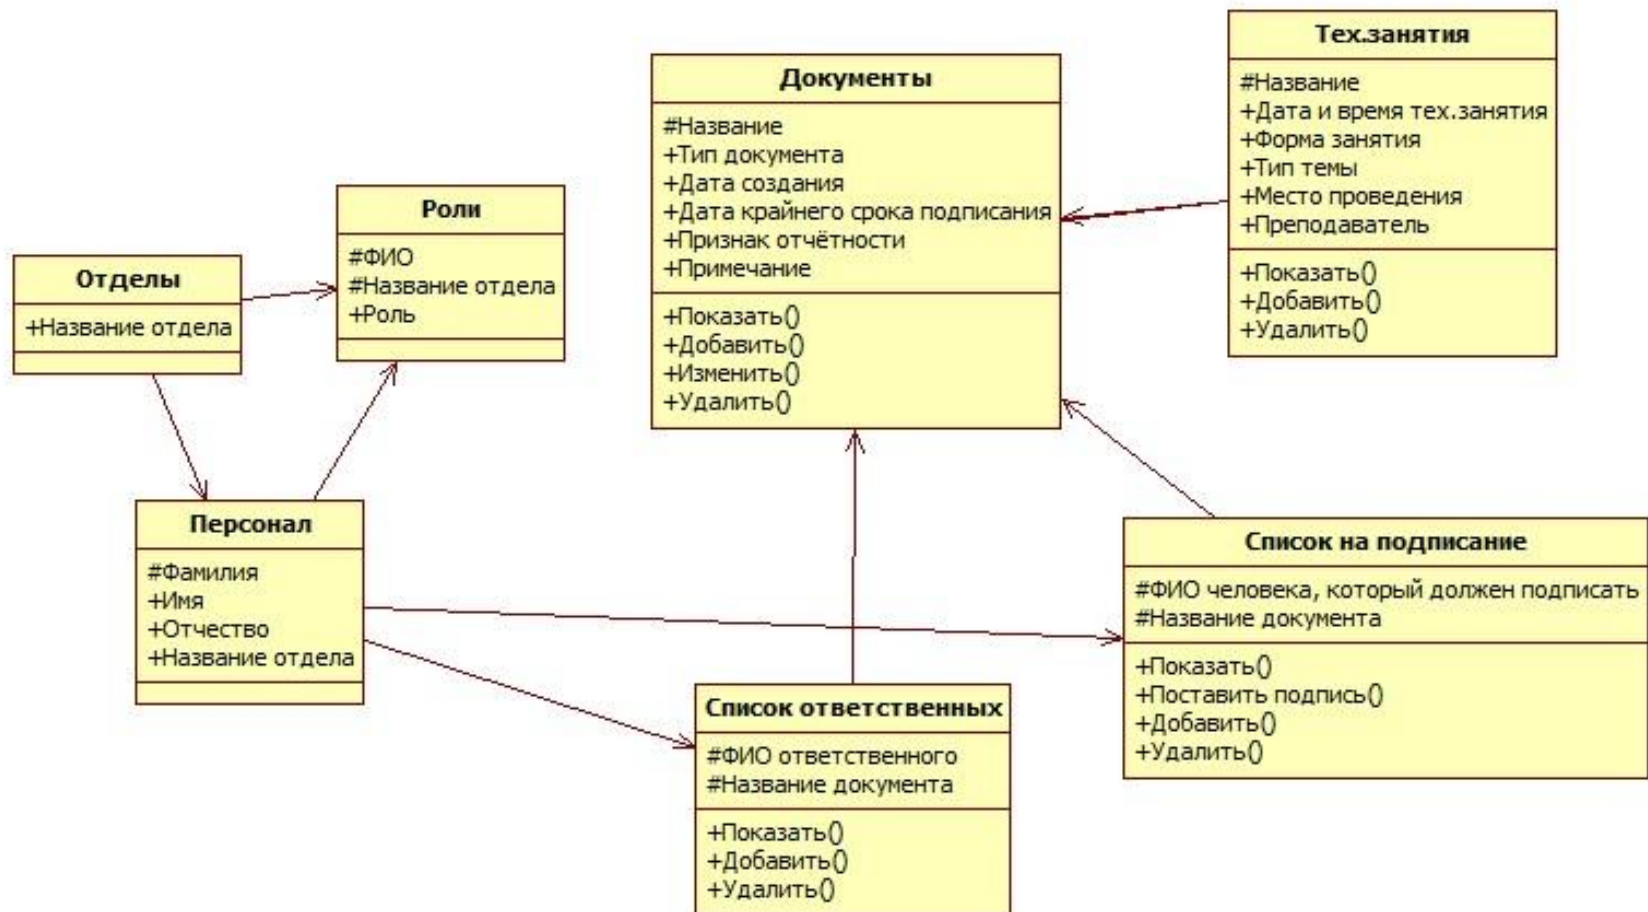 Отделы
+Название отдела
Роли
#ФИО
#Название отдела
+Роль
Персонал
#Фамилия
+Имя
+Отчество
+Название отдела
Документы
#Название
+Тип документа
+Дата создания
+Дата крайнего срока подписания
+Признак отчётности
+Примечание
+Показать()
+Добавить()
+Изменить()
+Удалить()
Тех.занятия
#Название
+Дата и время тех.занятия
+Форма занятия
+Тип темы
+Место проведения
+Преподаватель
+Показать()
+Добавить()
+Удалить()
Список ответственных
#ФИО ответственного
#Название документа
+Показать()
+Добавить()
+Удалить()
Список на подписание
#ФИО человека, который должен подписать
#Название документа
+Показать()
+Поставить подпись()
+Добавить()
+Удалить()